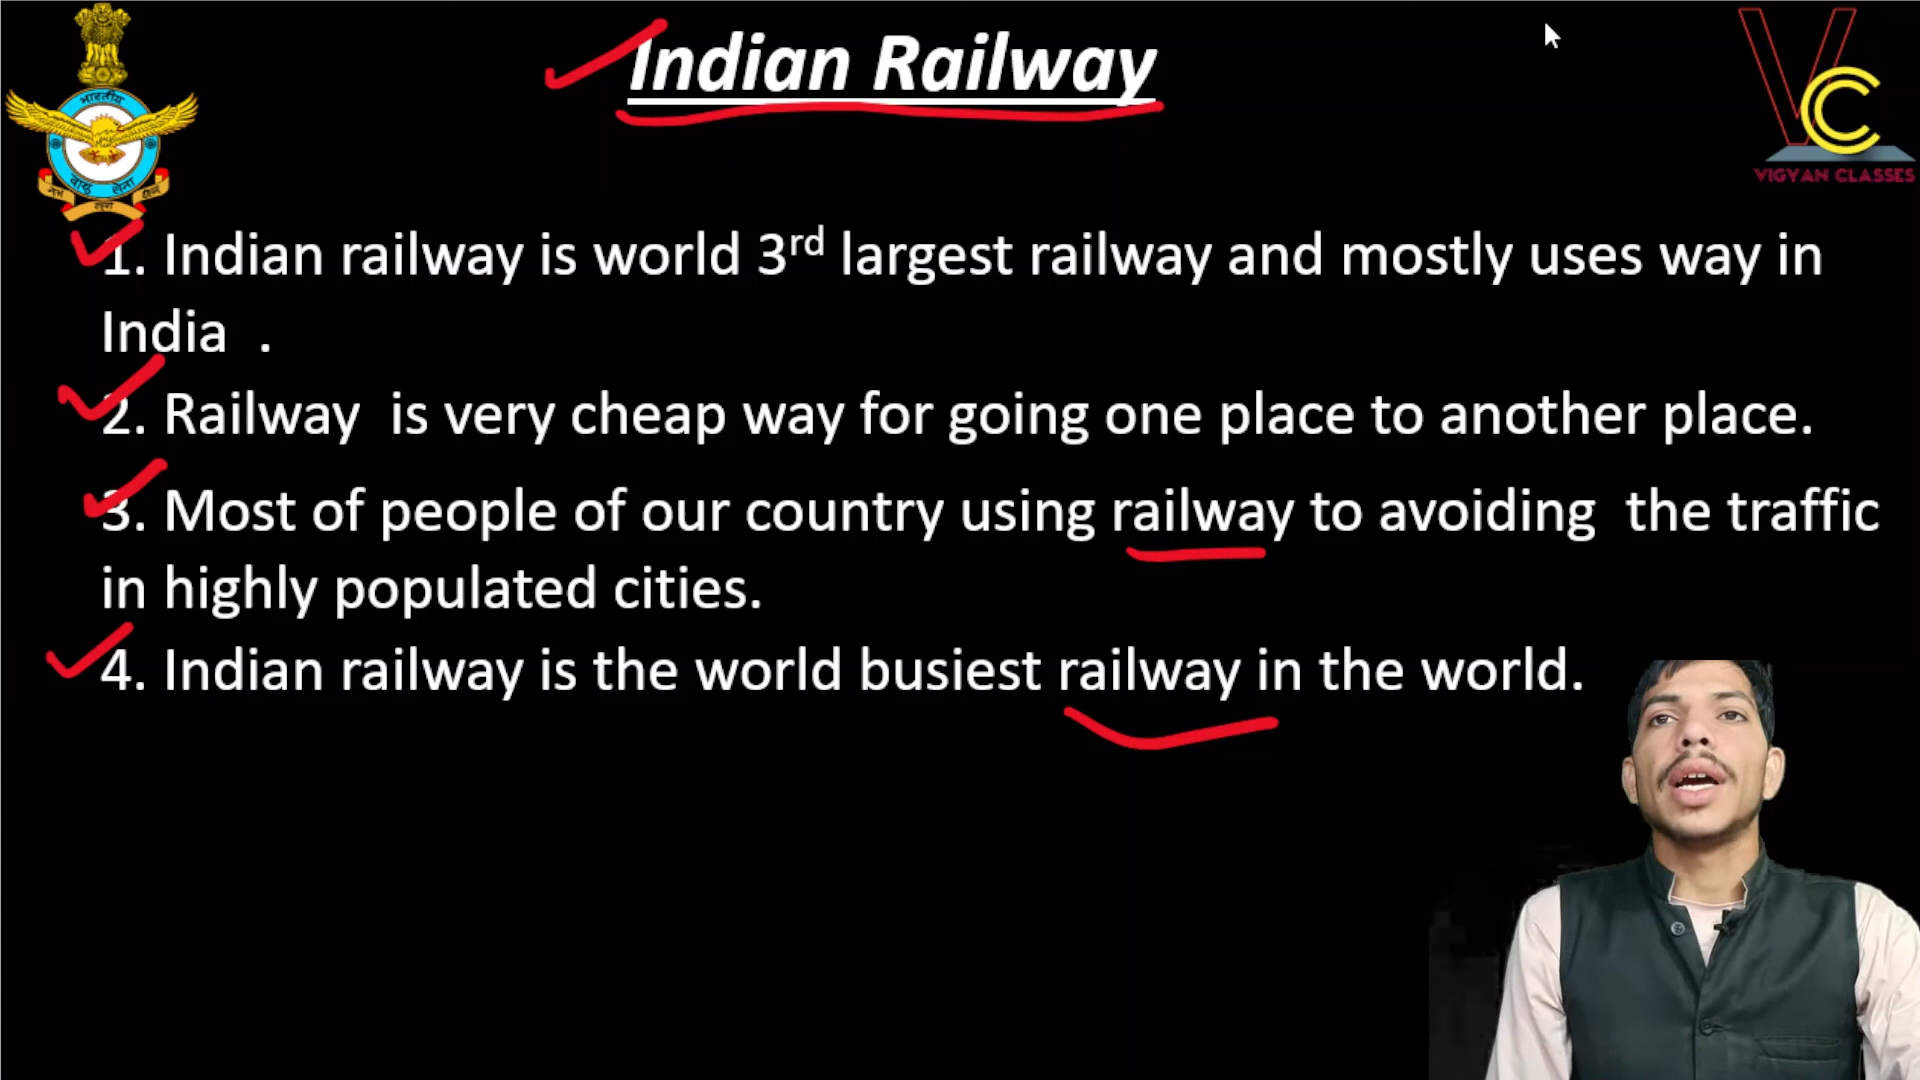 Indian Railway
भारतीय
वायु सेना
VC
VIGYAN CLASSES
1. Indian railway is world 3rd largest railway and mostly uses way in
India .
2. Railway is very cheap way for going one place to another place.
3. Most of people of our country using railway to avoiding the traffic
in highly populated cities.
4. Indian railway is the world busiest railway in the world.